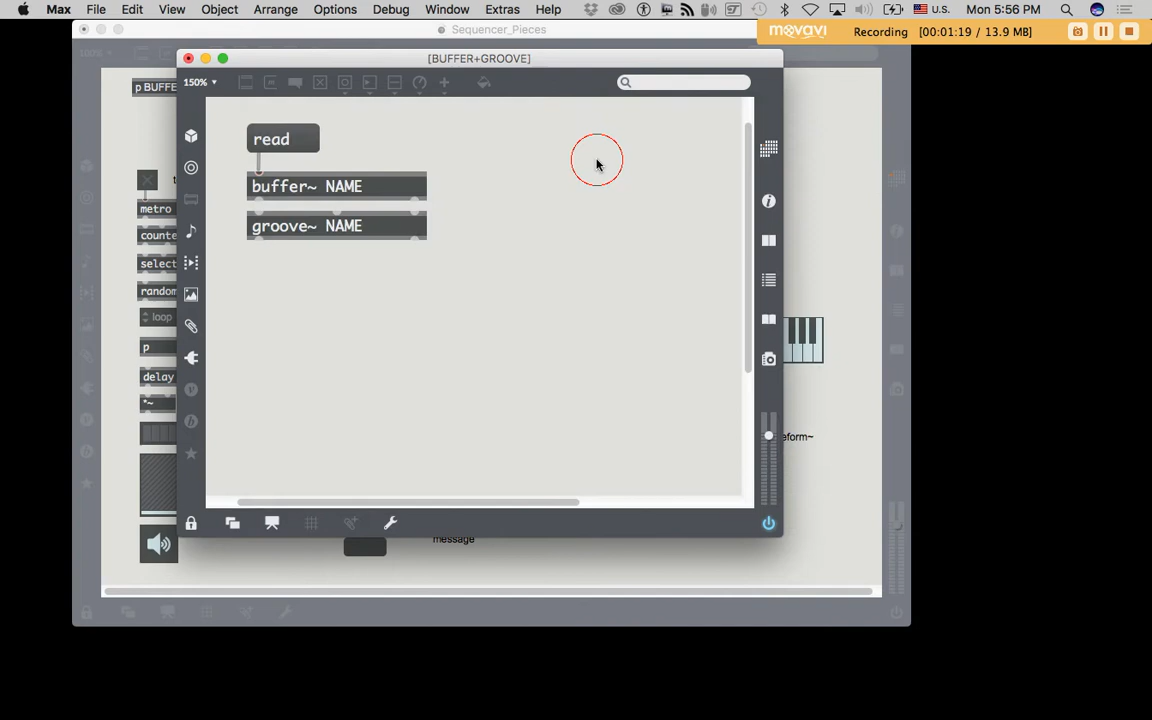 Max File Edit View Object Arrange Options Debug Window Extras Help U.S. Mon 5:56 PM
Sequencer_Pieces
movavi Recording [00:01:19 / 13.9 MB]
100%
[BUFFER+GROOVE]
150%
p BUFFE
read
t
buffer~ NAME
metro
groove~ NAME
counte
select
random
loop
p
delay
*~
eform~
message